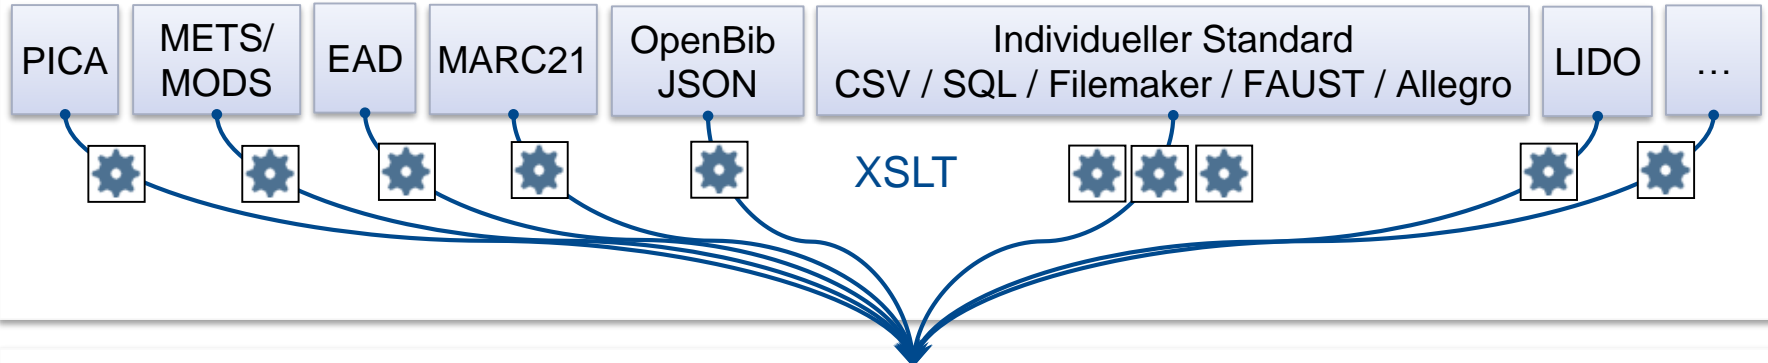 PICA
METS/
MODS
EAD
MARC21
OpenBib
JSON
Individueller Standard
CSV / SQL / Filemaker / FAUST / Allegro
LIDO
...
XSLT